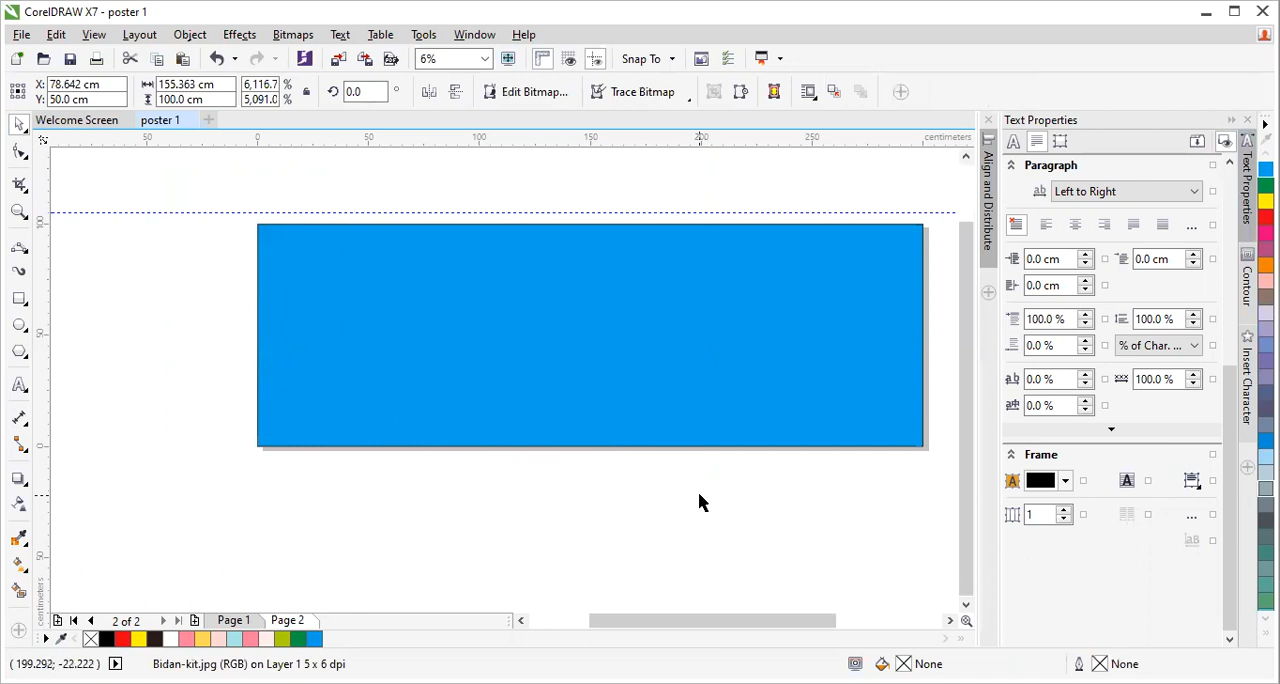 CorelDRAW X7 - poster 1
File Edit View Layout Object Effects Bitmaps Text Table Tools Window Help
6% Snap To
X: 78.642 cm 155.363 cm 6,116.7 % 0.0 ° Edit Bitmap... Trace Bitmap
Y: 50.0 cm 100.0 cm 5,091.0 %
Welcome Screen poster 1
50 0 50 100 150 200 250 centimeters
100
50
0
50
centimeters
Align and Distribute
Text Properties
Paragraph
Left to Right
0.0 cm 0.0 cm
0.0 cm
100.0 % 100.0 %
0.0 % % of Char. ...
0.0 % 100.0 %
0.0 %
Frame
1
Text Properties
Contour
Insert Character
2 of 2 Page 1 Page 2
( 199.292; -22.222 ) Bidan-kit.jpg (RGB) on Layer 1 5 x 6 dpi None None